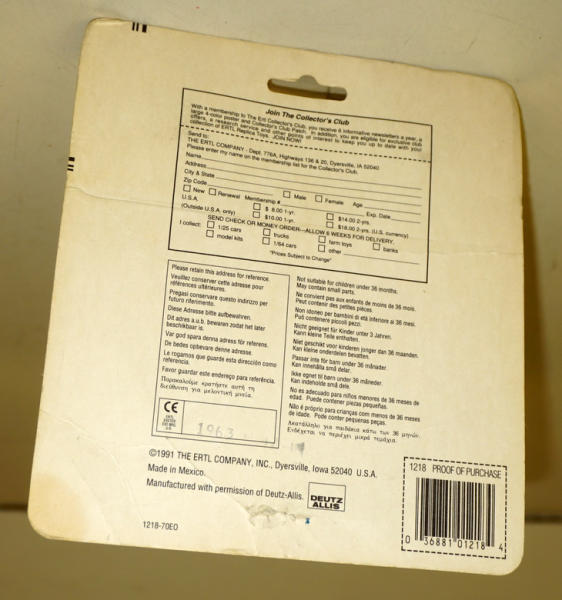 Join The Collector's Club
With a membership to The Ertl Collector's Club, you receive 6 informative newsletters a year, a
large 4-color poster and Collector's Club Patch. In addition, you are eligible for exclusive club
offers, a research service and other points of interest to keep you up to date with your
collection of ERTL Replica Toys. JOIN NOW!
Send to:
THE ERTL COMPANY - Dept. 776A, Highways 136 & 20, Dyersville, IA 52040
Please enter my name on the membership list for the Collector's Club.
Name
Address
City & State
Zip Code Male Female Age
New Renewal Membership # Exp. Date
U.S.A. $ 8.00 1-yr. $14.00 2-yrs.
(Outside U.S.A. only) $10.00 1-yr. $18.00 2-yrs. (U.S. currency)
SEND CHECK OR MONEY ORDER—ALLOW 6 WEEKS FOR DELIVERY.
I collect: 1/25 cars trucks farm toys banks
model kits 1/64 cars other
"Prices Subject to Change"
Please retain this address for reference.
Veuillez conserver cette adresse pour
références ultérieures.
Pregasi conservare questo indirizzo per
futuro riferimento.
Diese Adresse bitte aufbewahren.
Dit adres a.u.b. bewaren zodat het later
beschikbaar is.
Var god spara denna adress för referens.
De bedes opbevare denne adresse.
Le rogamos que guarde esta dirección como
referencia.
Favor guardar este endereço para referência.
Παρακαλούμε κρατήστε αυτή τη
διεύθυνση για μελοντική μνεία.
Not suitable for children under 36 months.
May contain small parts.
Ne convient pas aux enfants de moins de 36 mois.
Peut contenir des petites pièces.
Non idoneo per bambini di età inferiore ai 36 mesi.
Può contenere piccoli pezzi.
Nicht geeignet für Kinder unter 3 Jahren.
Kann kleine Teile enthalten.
Niet geschikt voor kinderen jonger dan 36 maanden.
Kan kleine onderdelen bevatten.
Passar inte för barn under 36 månader.
Kan innehålla små delar.
Ikke egnet til børn under 36 måneder.
Kan indeholde små dele.
No es adecuado para niños menores de 36 meses de
edad. Puede contener piezas pequeñas.
Não é próprio para crianças com menos de 36 meses
de idade. Pode conter pequenas peças.
Ακατάλληλο για παιδάκια κάτω των 36 μηνών.
Ενδέχεται να περιέχει μικρά τεμάχια.
CE
1963
©1991 THE ERTL COMPANY, INC., Dyersville, Iowa 52040 U.S.A.
Made in Mexico.
Manufactured with permission of Deutz-Allis.
DEUTZ
ALLIS
1218-70EO
1218 PROOF OF PURCHASE
0 36881 01218 4